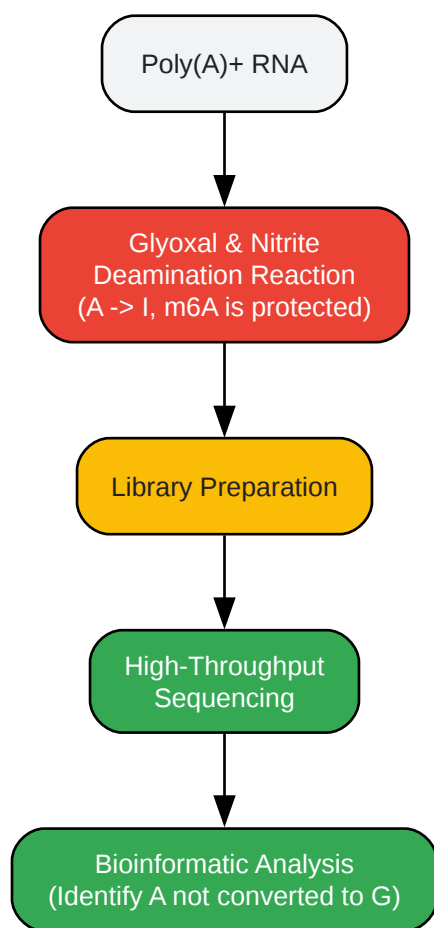 Poly(A)+ RNA
Glyoxal & Nitrite
Deamination Reaction
(A -> I, m6A is protected)
Library Preparation
High-Throughput
Sequencing
Bioinformatic Analysis
(Identify A not converted to G)